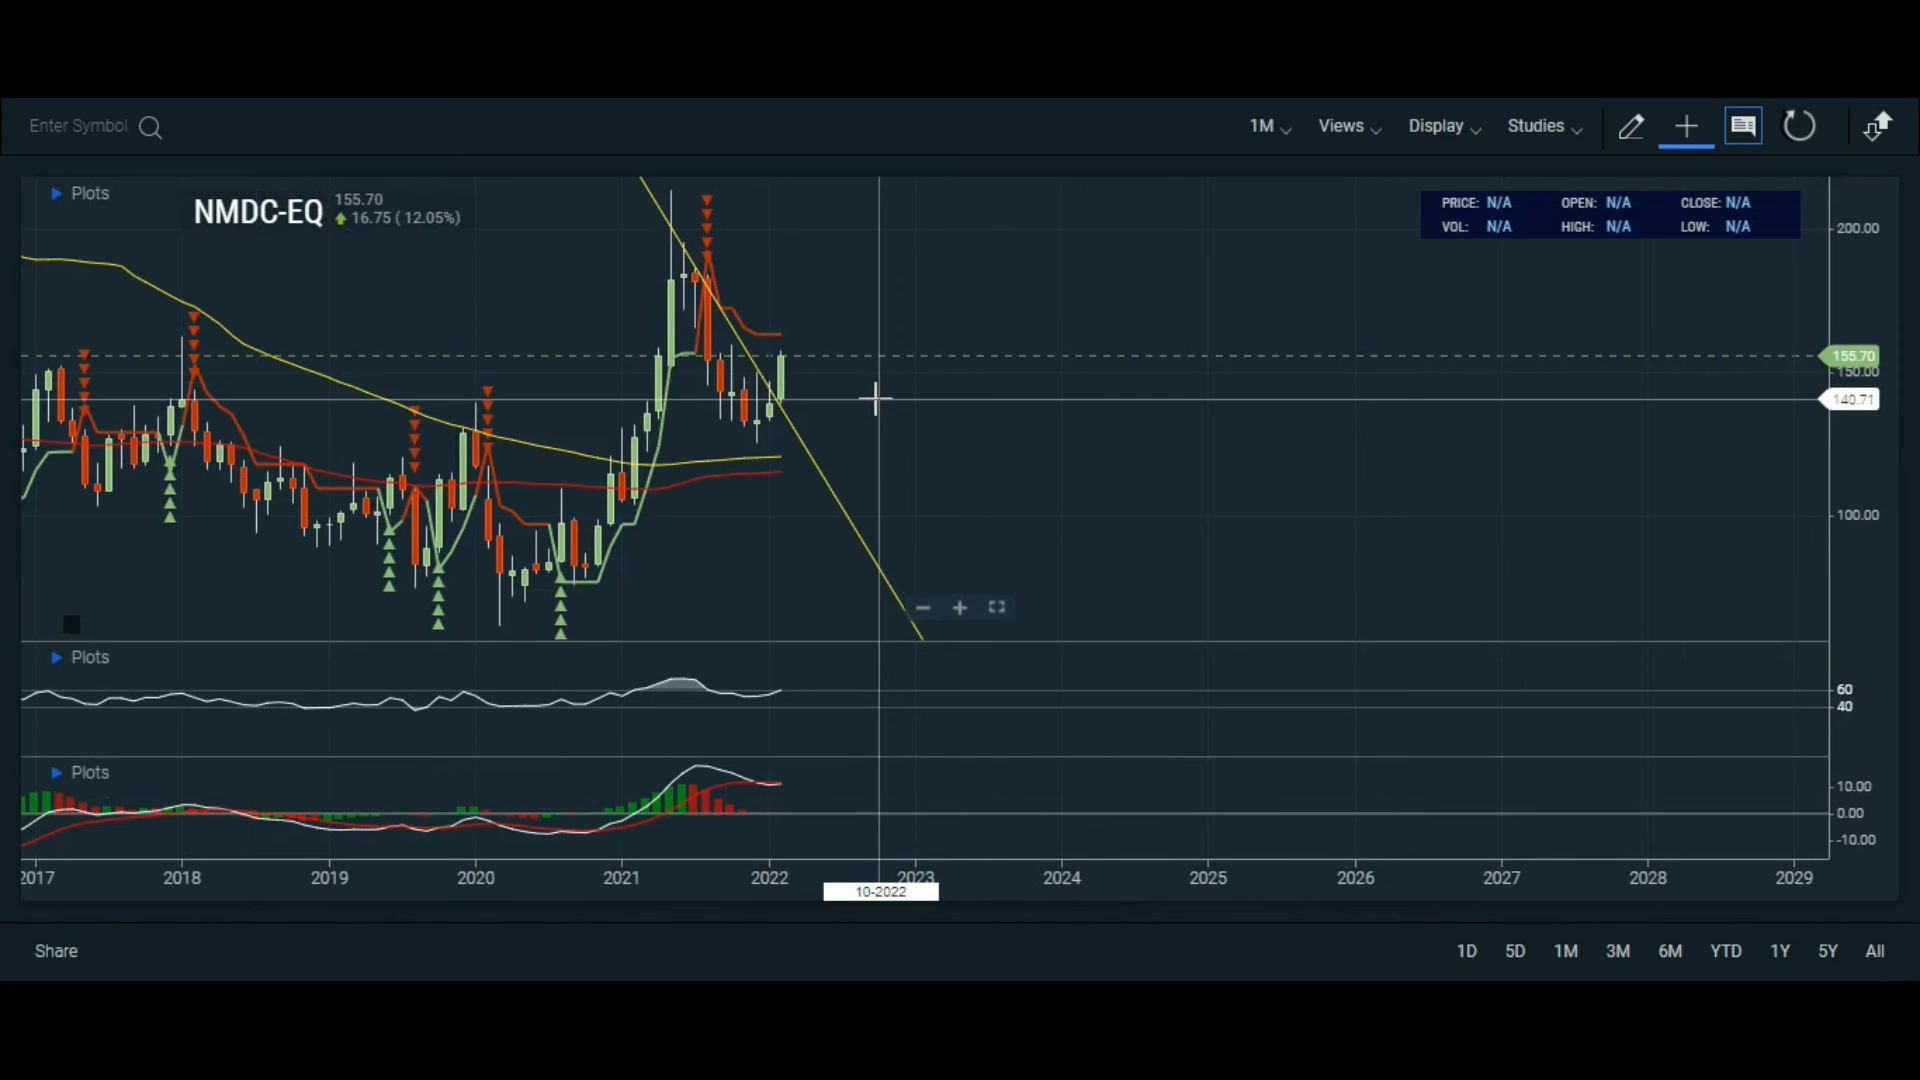 Enter Symbol
1M Views Display Studies
Plots
NMDC-EQ 155.70
16.75 ( 12.05%)
PRICE: N/A OPEN: N/A CLOSE: N/A
VOL: N/A HIGH: N/A LOW: N/A
200.00
155.70
150.00
140.71
100.00
Plots
60
40
Plots
10.00
0.00
-10.00
2017 2018 2019 2020 2021 2022 2023 2024 2025 2026 2027 2028 2029
10-2022
Share 1D 5D 1M 3M 6M YTD 1Y 5Y All